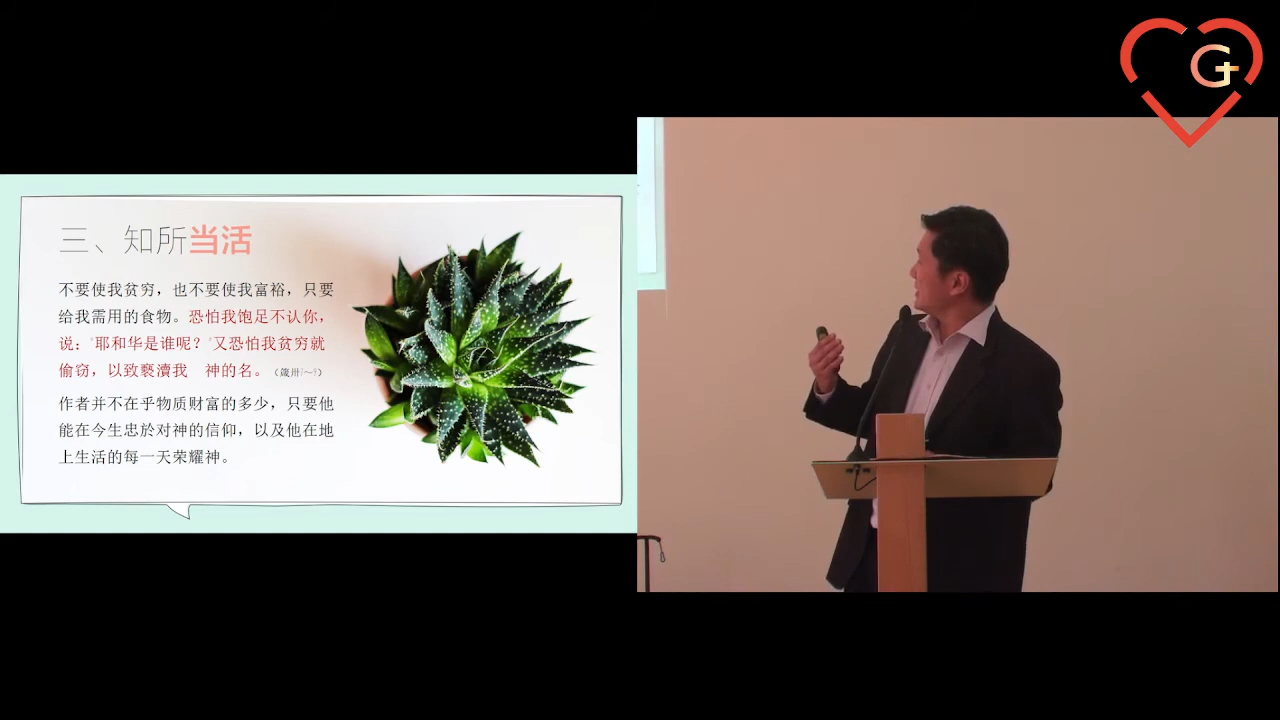 三、知所当活
不要使我贫穷，也不要使我富裕，只要
给我需用的食物。恐怕我饱足不认你，
说：'耶和华是谁呢？'又恐怕我贫穷就
偷窃，以致亵渎我　神的名。（箴卅7～9）
作者并不在乎物质财富的多少，只要他
能在今生忠於对神的信仰，以及他在地
上生活的每一天荣耀神。
G